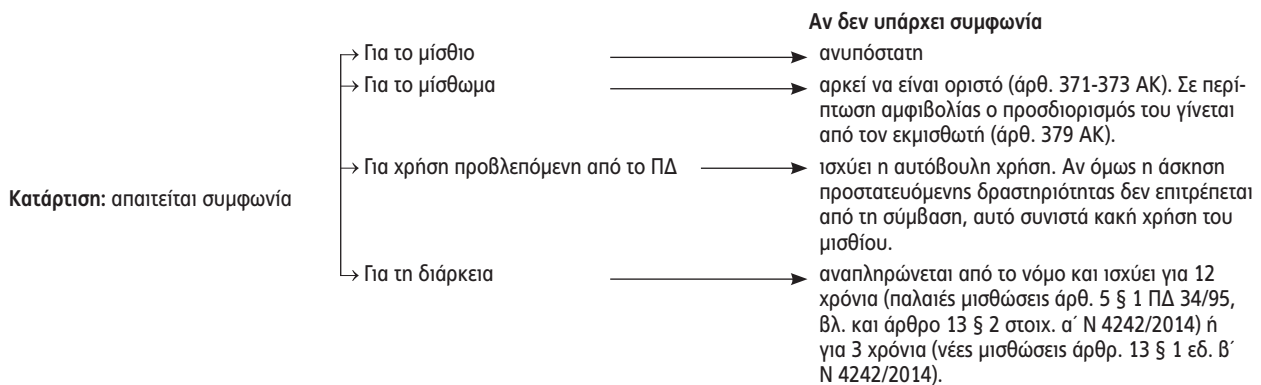 Αν δεν υπάρχει συμφωνία
→ Για το μίσθιο → ανυπόστατη
→ Για το μίσθωμα → αρκεί να είναι οριστό (άρθ. 371-373 ΑΚ). Σε περί-
πτωση αμφιβολίας ο προσδιορισμός του γίνεται
από τον εκμισθωτή (άρθ. 379 ΑΚ).
→ Για χρήση προβλεπόμενη από το ΠΔ → ισχύει η αυτόβουλη χρήση. Αν όμως η άσκηση
προστατευόμενης δραστηριότητας δεν επιτρέπεται
Κατάρτιση: απαιτείται συμφωνία
από τη σύμβαση, αυτό συνιστά κακή χρήση του
μισθίου.
→ Για τη διάρκεια → αναπληρώνεται από το νόμο και ισχύει για 12
χρόνια (παλαιές μισθώσεις άρθ. 5 § 1 ΠΔ 34/95,
βλ. και άρθρο 13 § 2 στοιχ. α΄ Ν 4242/2014) ή
για 3 χρόνια (νέες μισθώσεις άρθρ. 13 § 1 εδ. β΄
Ν 4242/2014).